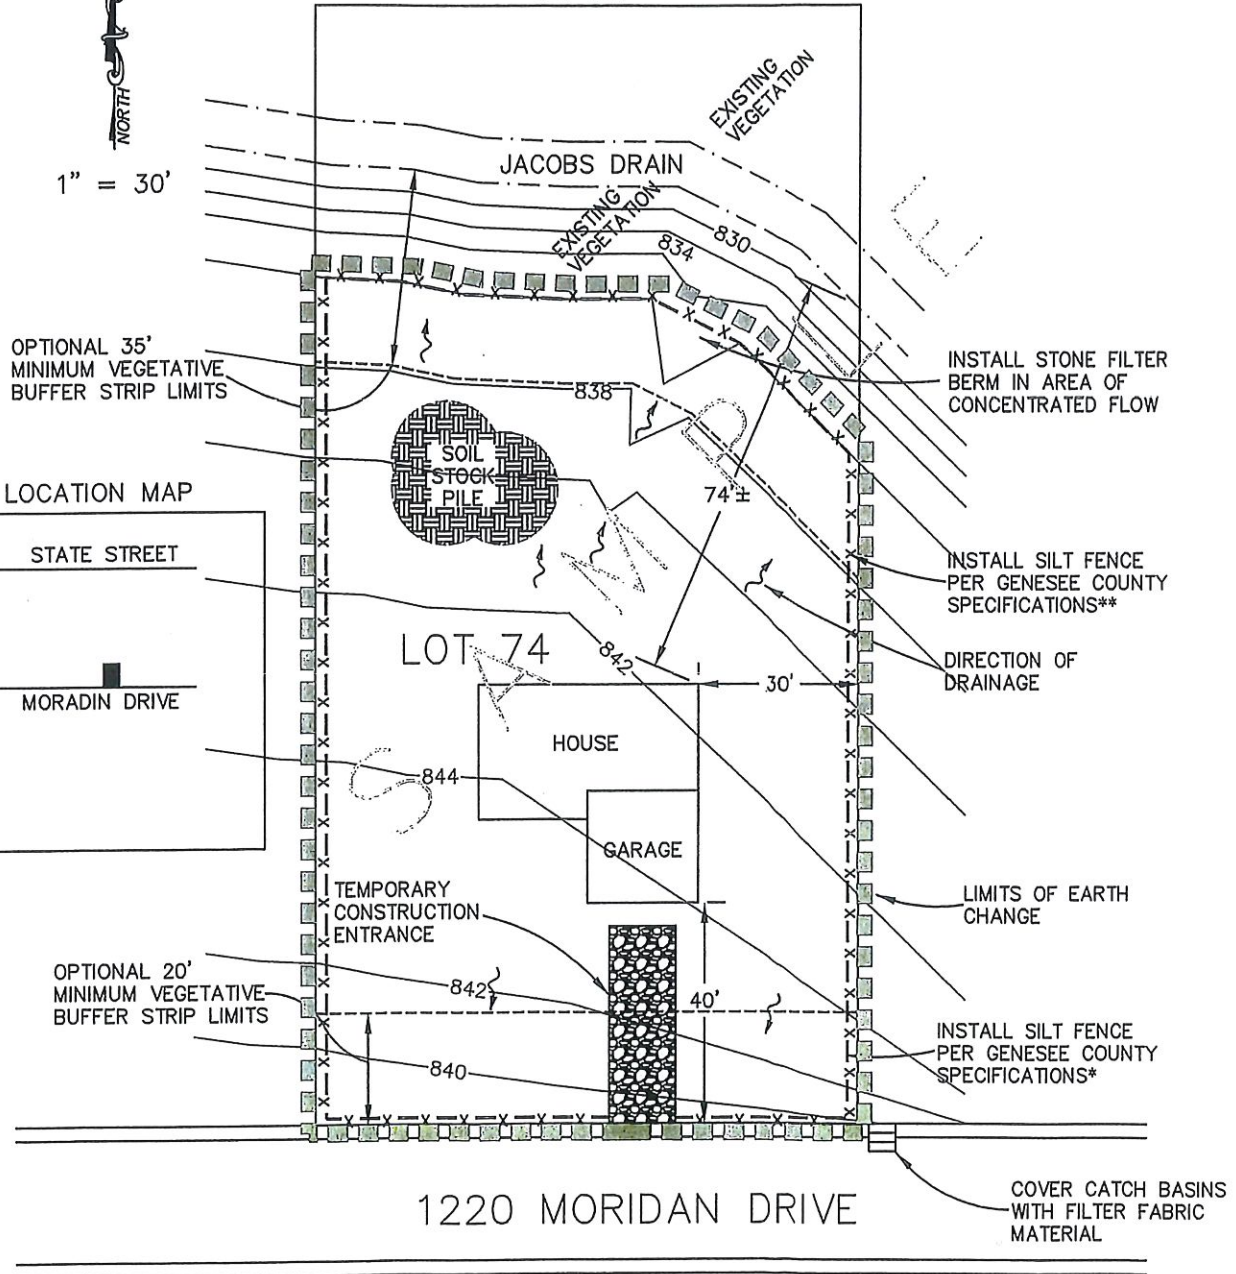 NORTH
1" = 30'
EXISTING
VEGETATION
JACOBS DRAIN
EXISTING
VEGETATION
830
834
OPTIONAL 35'
MINIMUM VEGETATIVE
BUFFER STRIP LIMITS
INSTALL STONE FILTER
BERM IN AREA OF
CONCENTRATED FLOW
838
SOIL
STOCK
PILE
74'±
LOCATION MAP
STATE STREET
MORADIN DRIVE
INSTALL SILT FENCE
PER GENESEE COUNTY
SPECIFICATIONS**
LOT 74
842
DIRECTION OF
DRAINAGE
30'
HOUSE
844
GARAGE
SAMPLE
TEMPORARY
CONSTRUCTION
ENTRANCE
LIMITS OF EARTH
CHANGE
OPTIONAL 20'
MINIMUM VEGETATIVE
BUFFER STRIP LIMITS
842
40'
840
INSTALL SILT FENCE
PER GENESEE COUNTY
SPECIFICATIONS*
1220 MORIDAN DRIVE
COVER CATCH BASINS
WITH FILTER FABRIC
MATERIAL